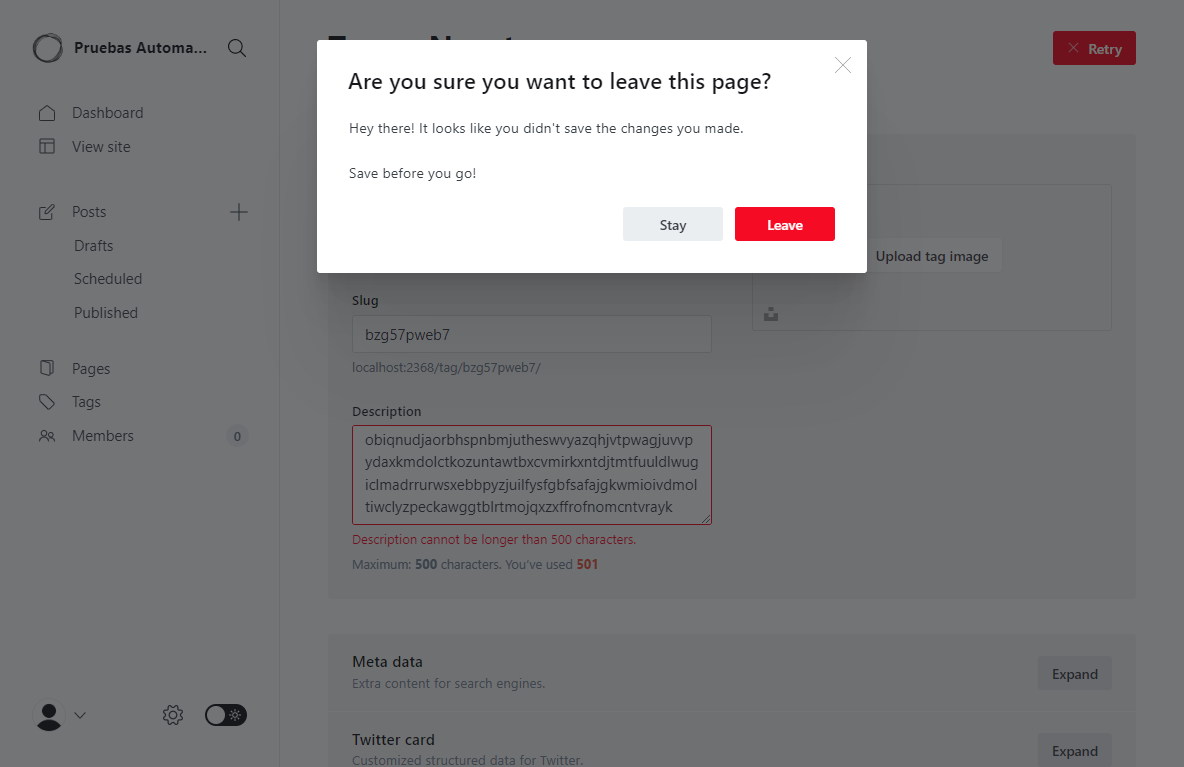 Pruebas Automa...
Dashboard
View site
Posts
Drafts
Scheduled
Published
Pages
Tags
Members
0
Retry
Are you sure you want to leave this page?
Hey there! It looks like you didn't save the changes you made.
Save before you go!
Stay
Leave
Upload tag image
Slug
bzg57pweb7
localhost:2368/tag/bzg57pweb7/
Description
obiqnudjaorbhspnbmjutheswvyazqhjvtpwagjuvvp
ydaxkmdolctkozuntawtbxcvmirkxntdjtmtfuuldlwug
iclmadrrurwsxebbpyzjuilfysfgbfsafajgkwmioivdmol
tiwclyzpeckawggtblrtmojqxzxffrofnomcntvrayk
Description cannot be longer than 500 characters.
Maximum: 500 characters. You've used 501
Meta data
Extra content for search engines.
Expand
Twitter card
Customized structured data for Twitter.
Expand